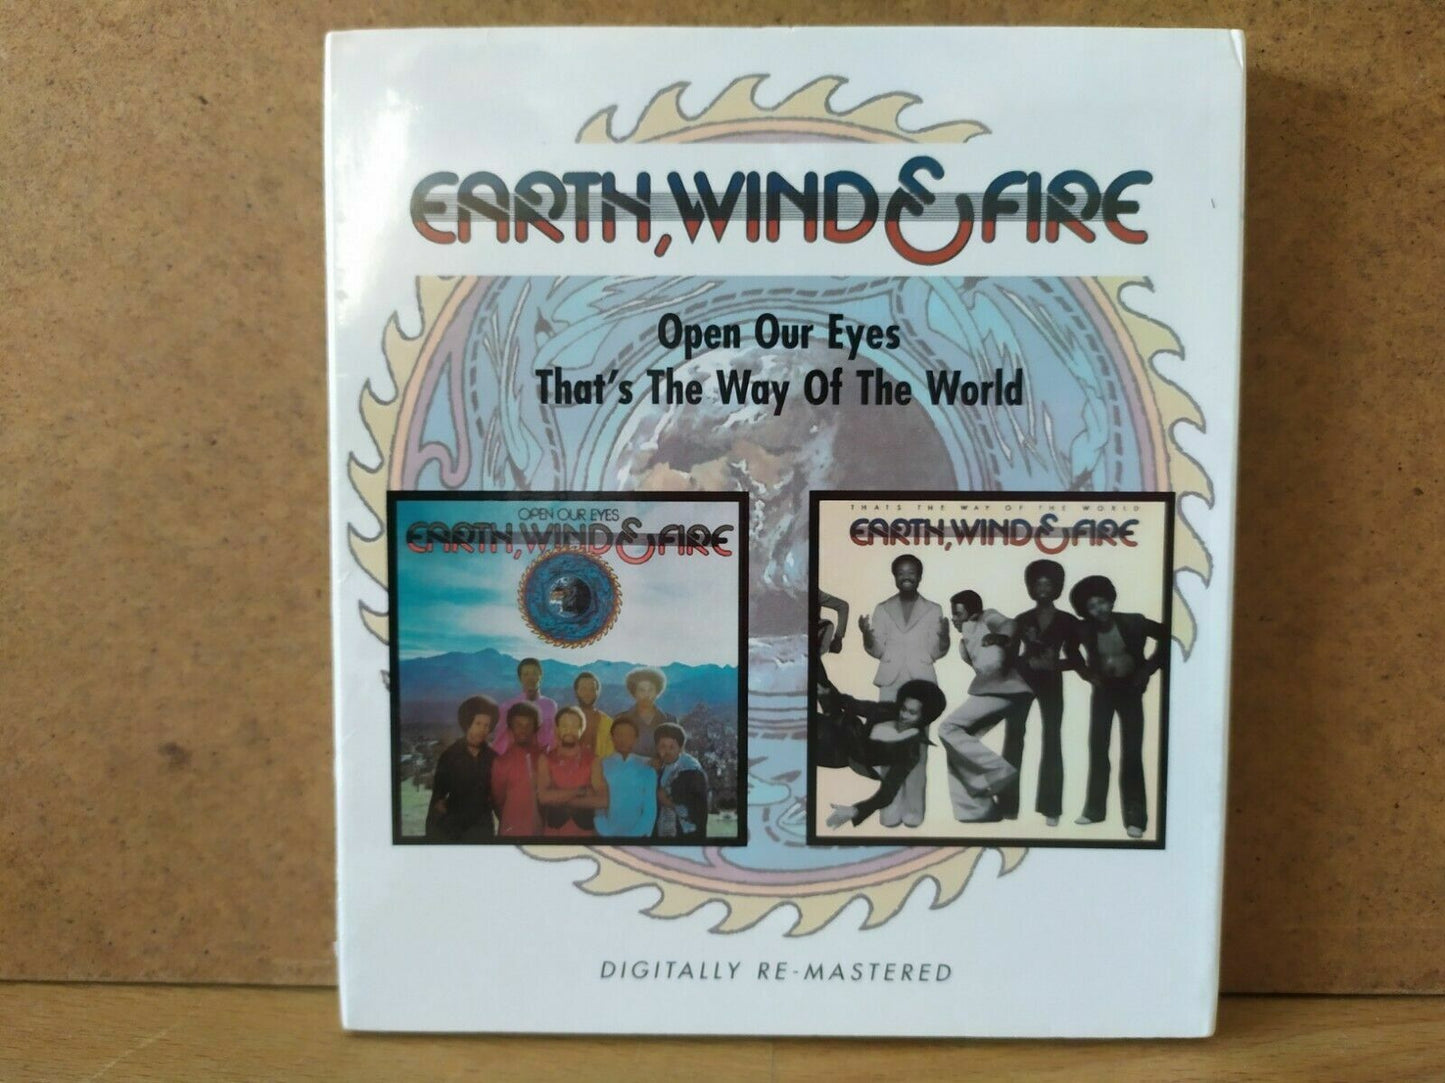 EARTH, WIND & FIRE
Open Our Eyes
That's The Way Of The World
OPEN OUR EYES
EARTH, WIND & FIRE
THATS THE WAY OF THE WORLD
EARTH, WIND & FIRE
DIGITALLY RE-MASTERED